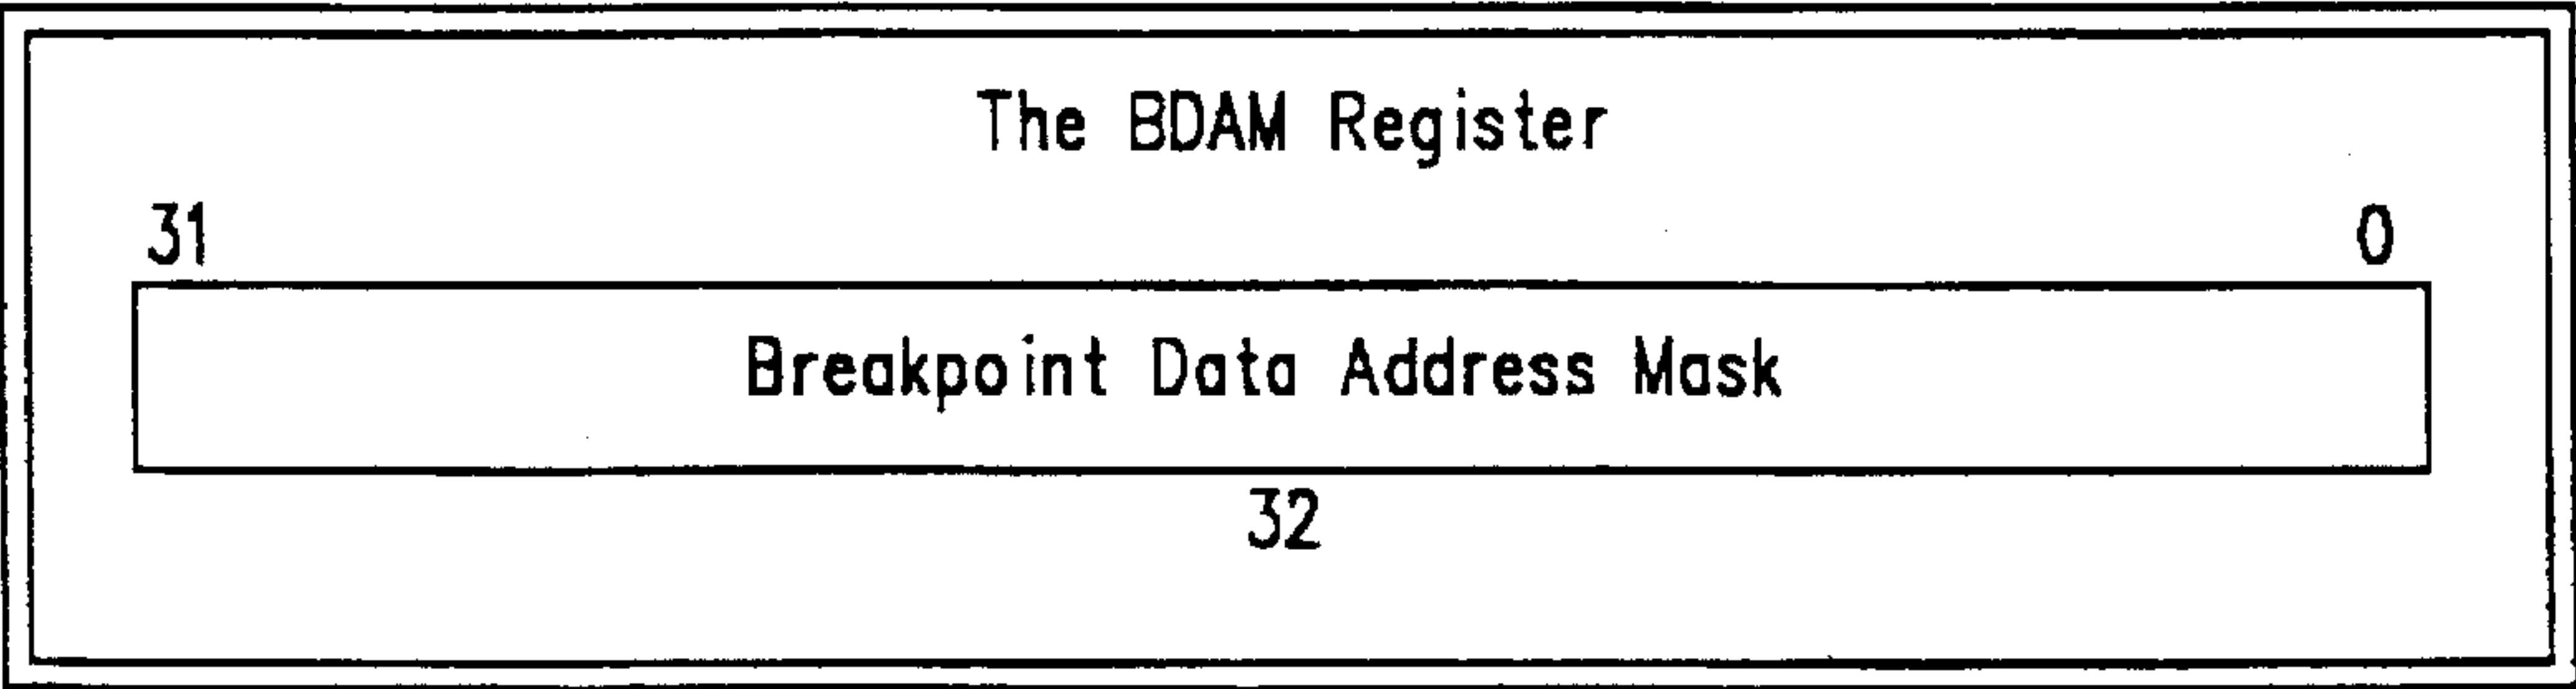 The BDAM Register
31 0
Breakpoint Data Address Mask
32